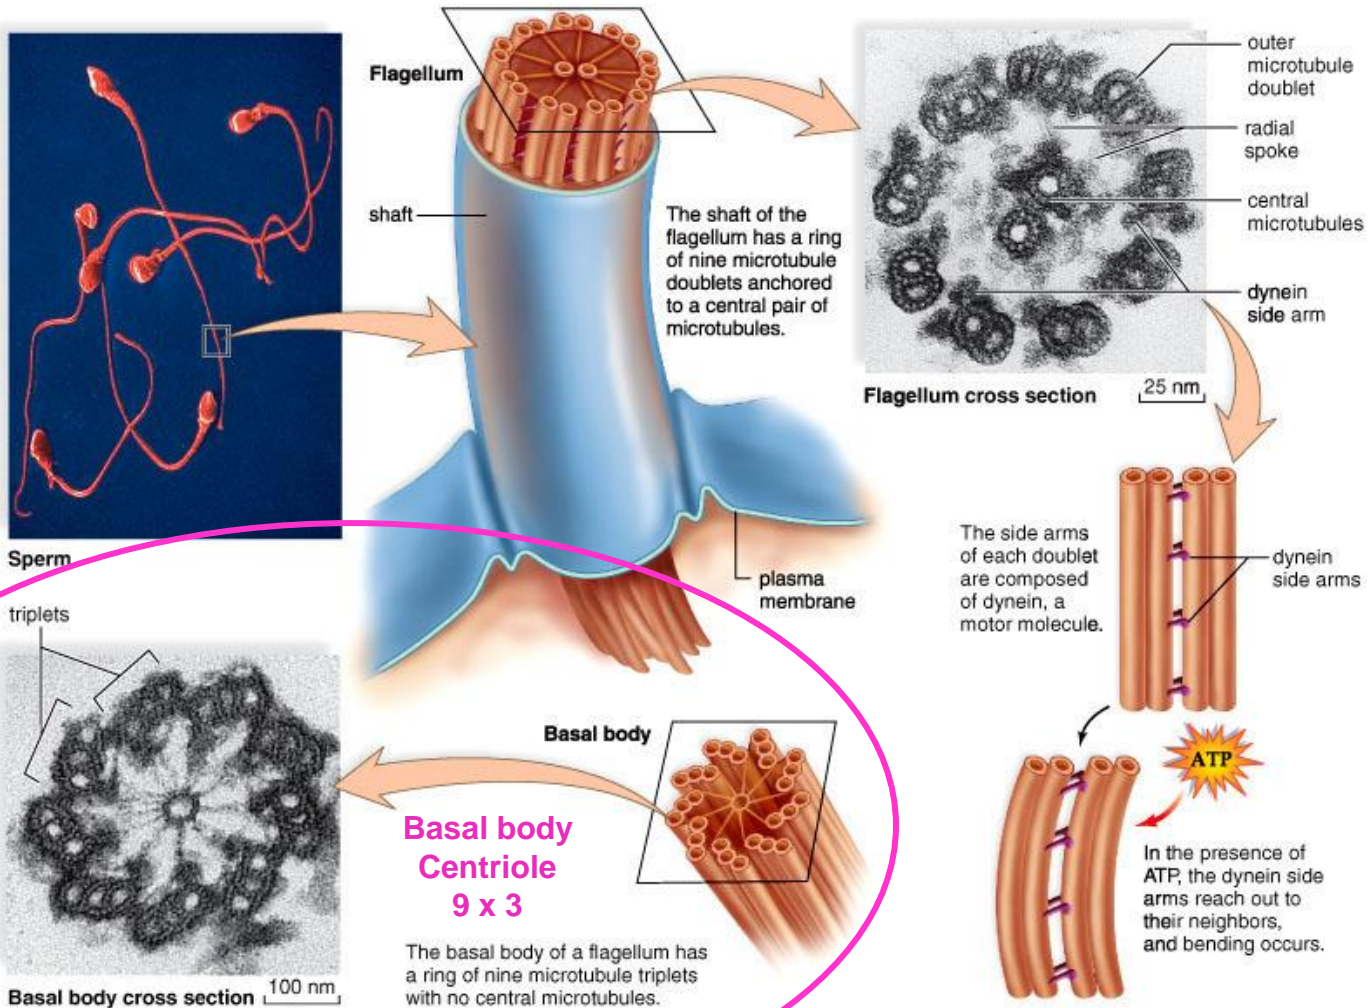 Flagellum
shaft
The shaft of the
flagellum has a ring
of nine microtubule
doublets anchored
to a central pair of
microtubules.
outer
microtubule
doublet
radial
spoke
central
microtubules
dynein
side arm
Flagellum cross section
25 nm
Sperm
plasma
membrane
The side arms
of each doublet
are composed
of dynein, a
motor molecule.
dynein
side arms
triplets
Basal body
Basal body
Centriole
9 x 3
The basal body of a flagellum has
a ring of nine microtubule triplets
with no central microtubules.
Basal body cross section
100 nm
ATP
In the presence of
ATP, the dynein side
arms reach out to
their neighbors,
and bending occurs.